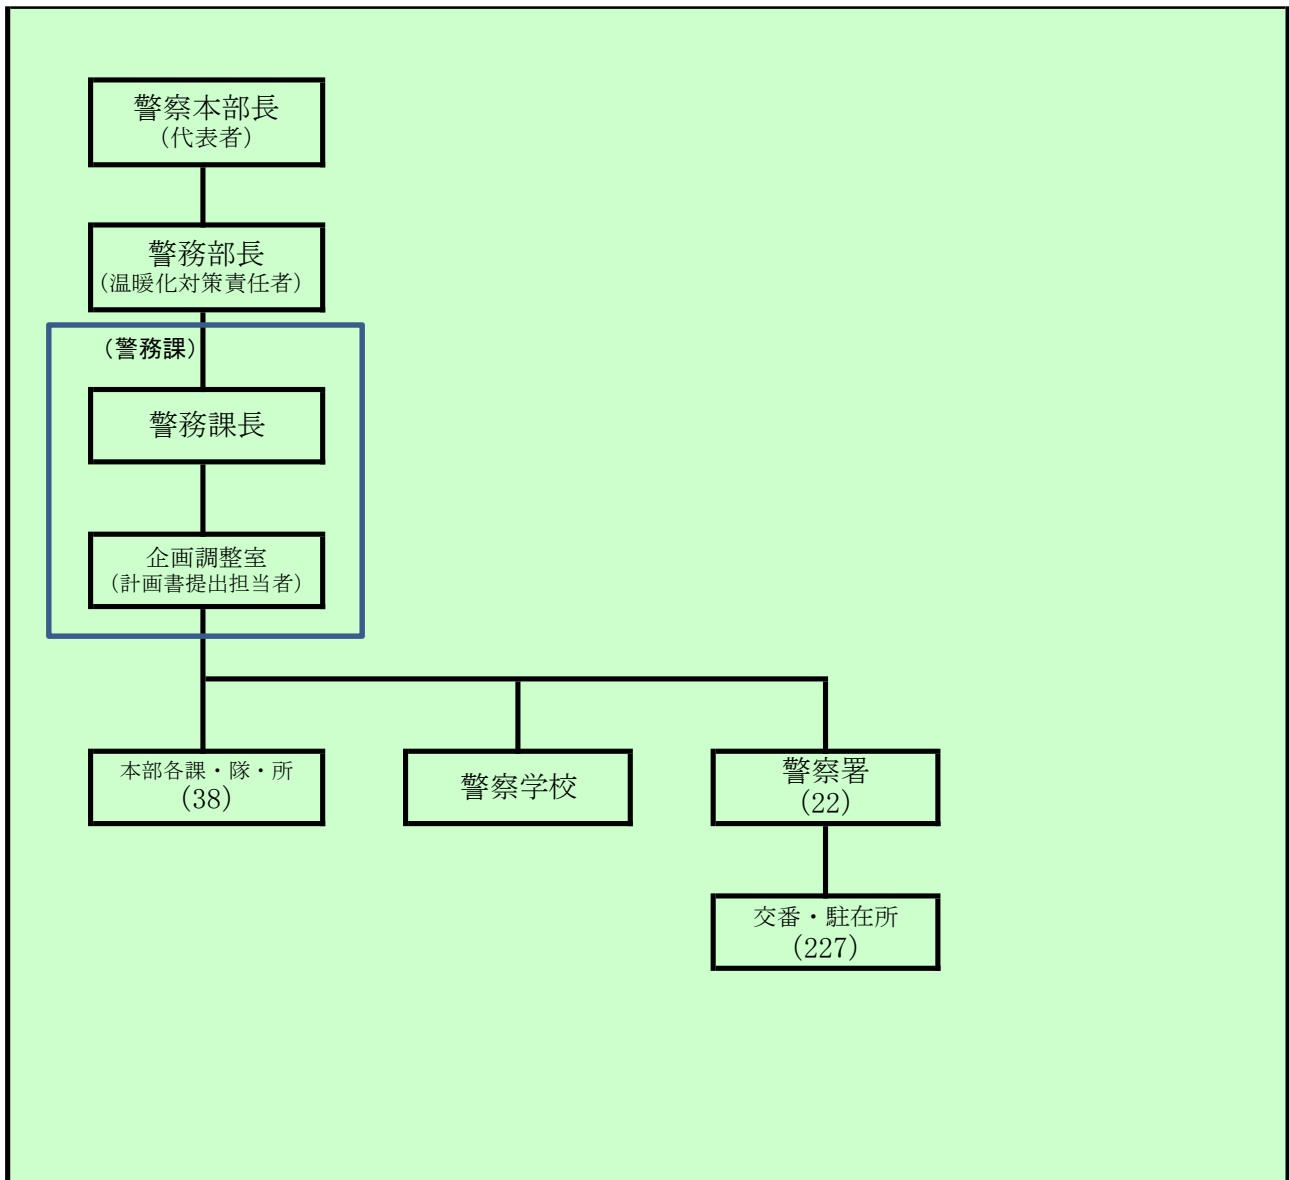 警察本部長
（代表者）
警務部長
（温暖化対策責任者）
（警務課）
警務課長
企画調整室
（計画書提出担当者）
本部各課・隊・所
（38）
警察学校
警察署
（22）
交番・駐在所
（227）